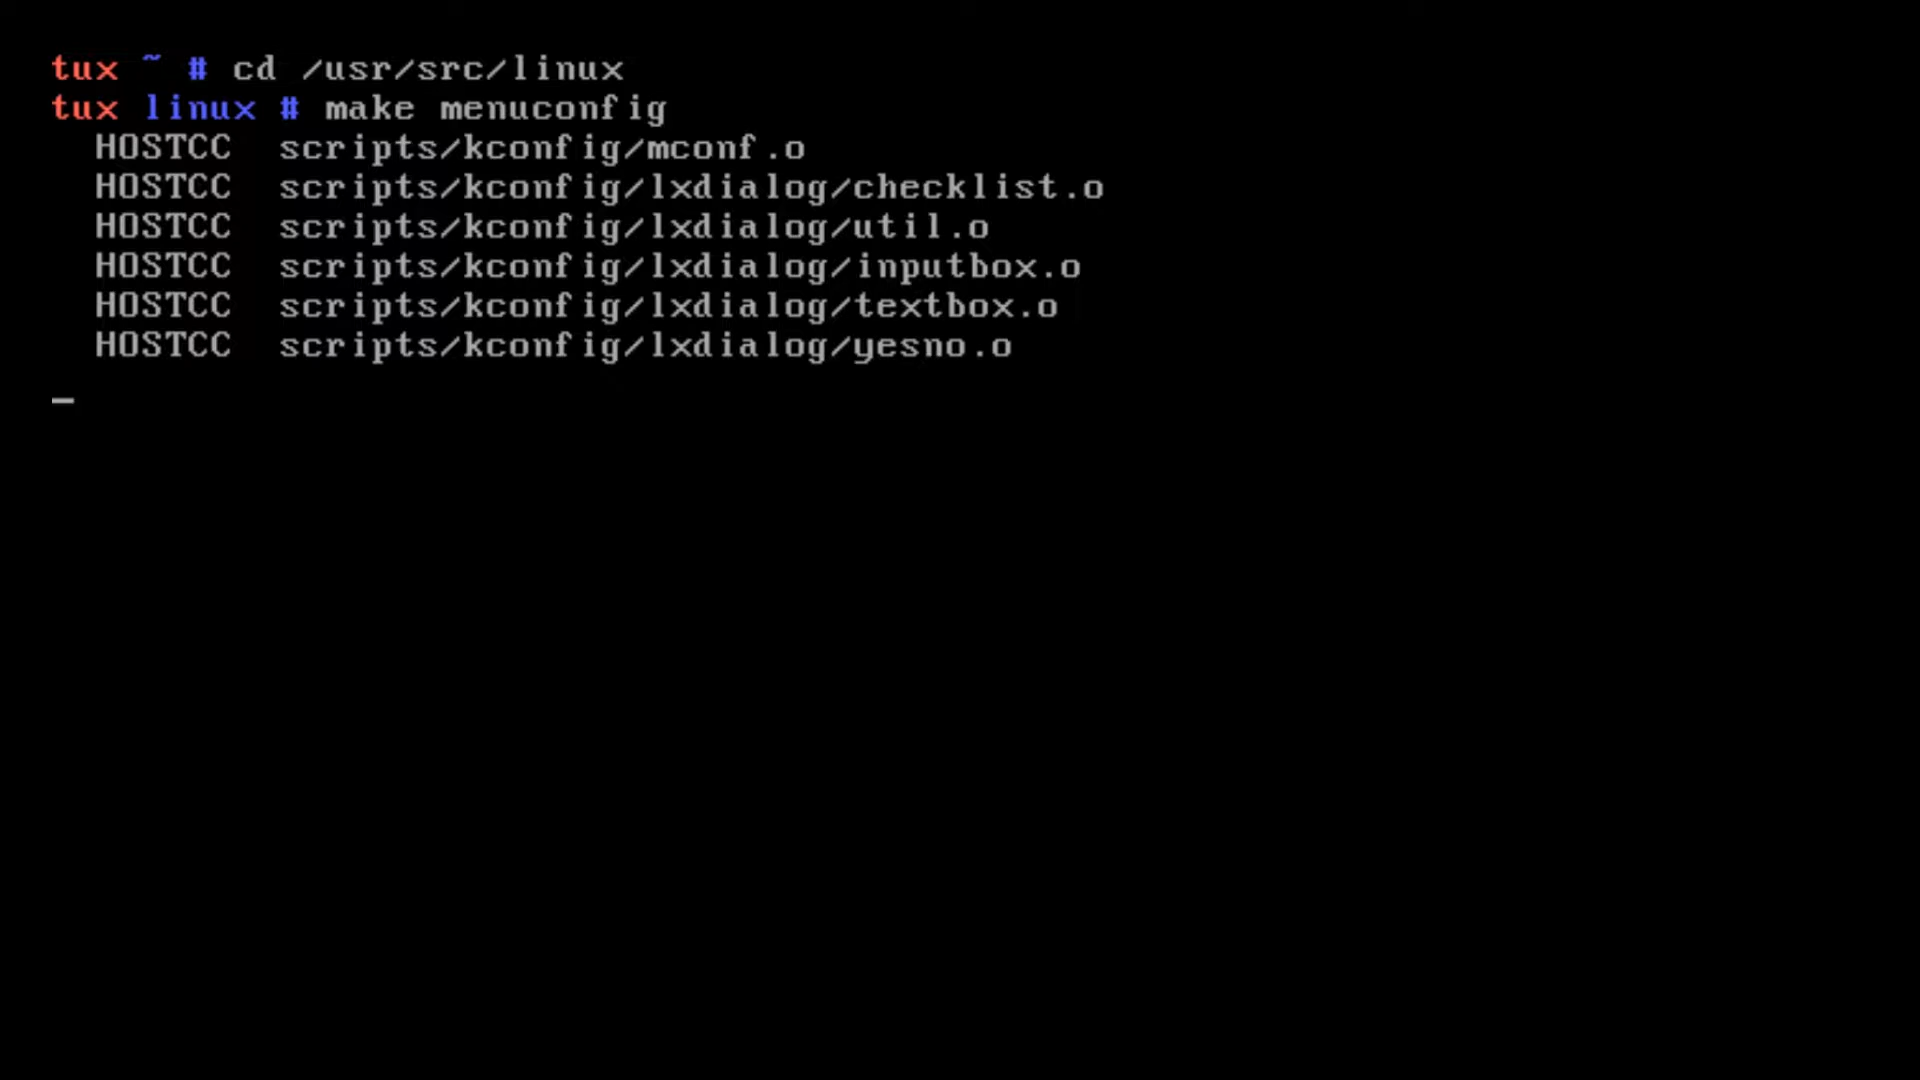 tux ~ # cd /usr/src/linux
tux linux # make menuconfig
  HOSTCC  scripts/kconfig/mconf.o
  HOSTCC  scripts/kconfig/lxdialog/checklist.o
  HOSTCC  scripts/kconfig/lxdialog/util.o
  HOSTCC  scripts/kconfig/lxdialog/inputbox.o
  HOSTCC  scripts/kconfig/lxdialog/textbox.o
  HOSTCC  scripts/kconfig/lxdialog/yesno.o
_